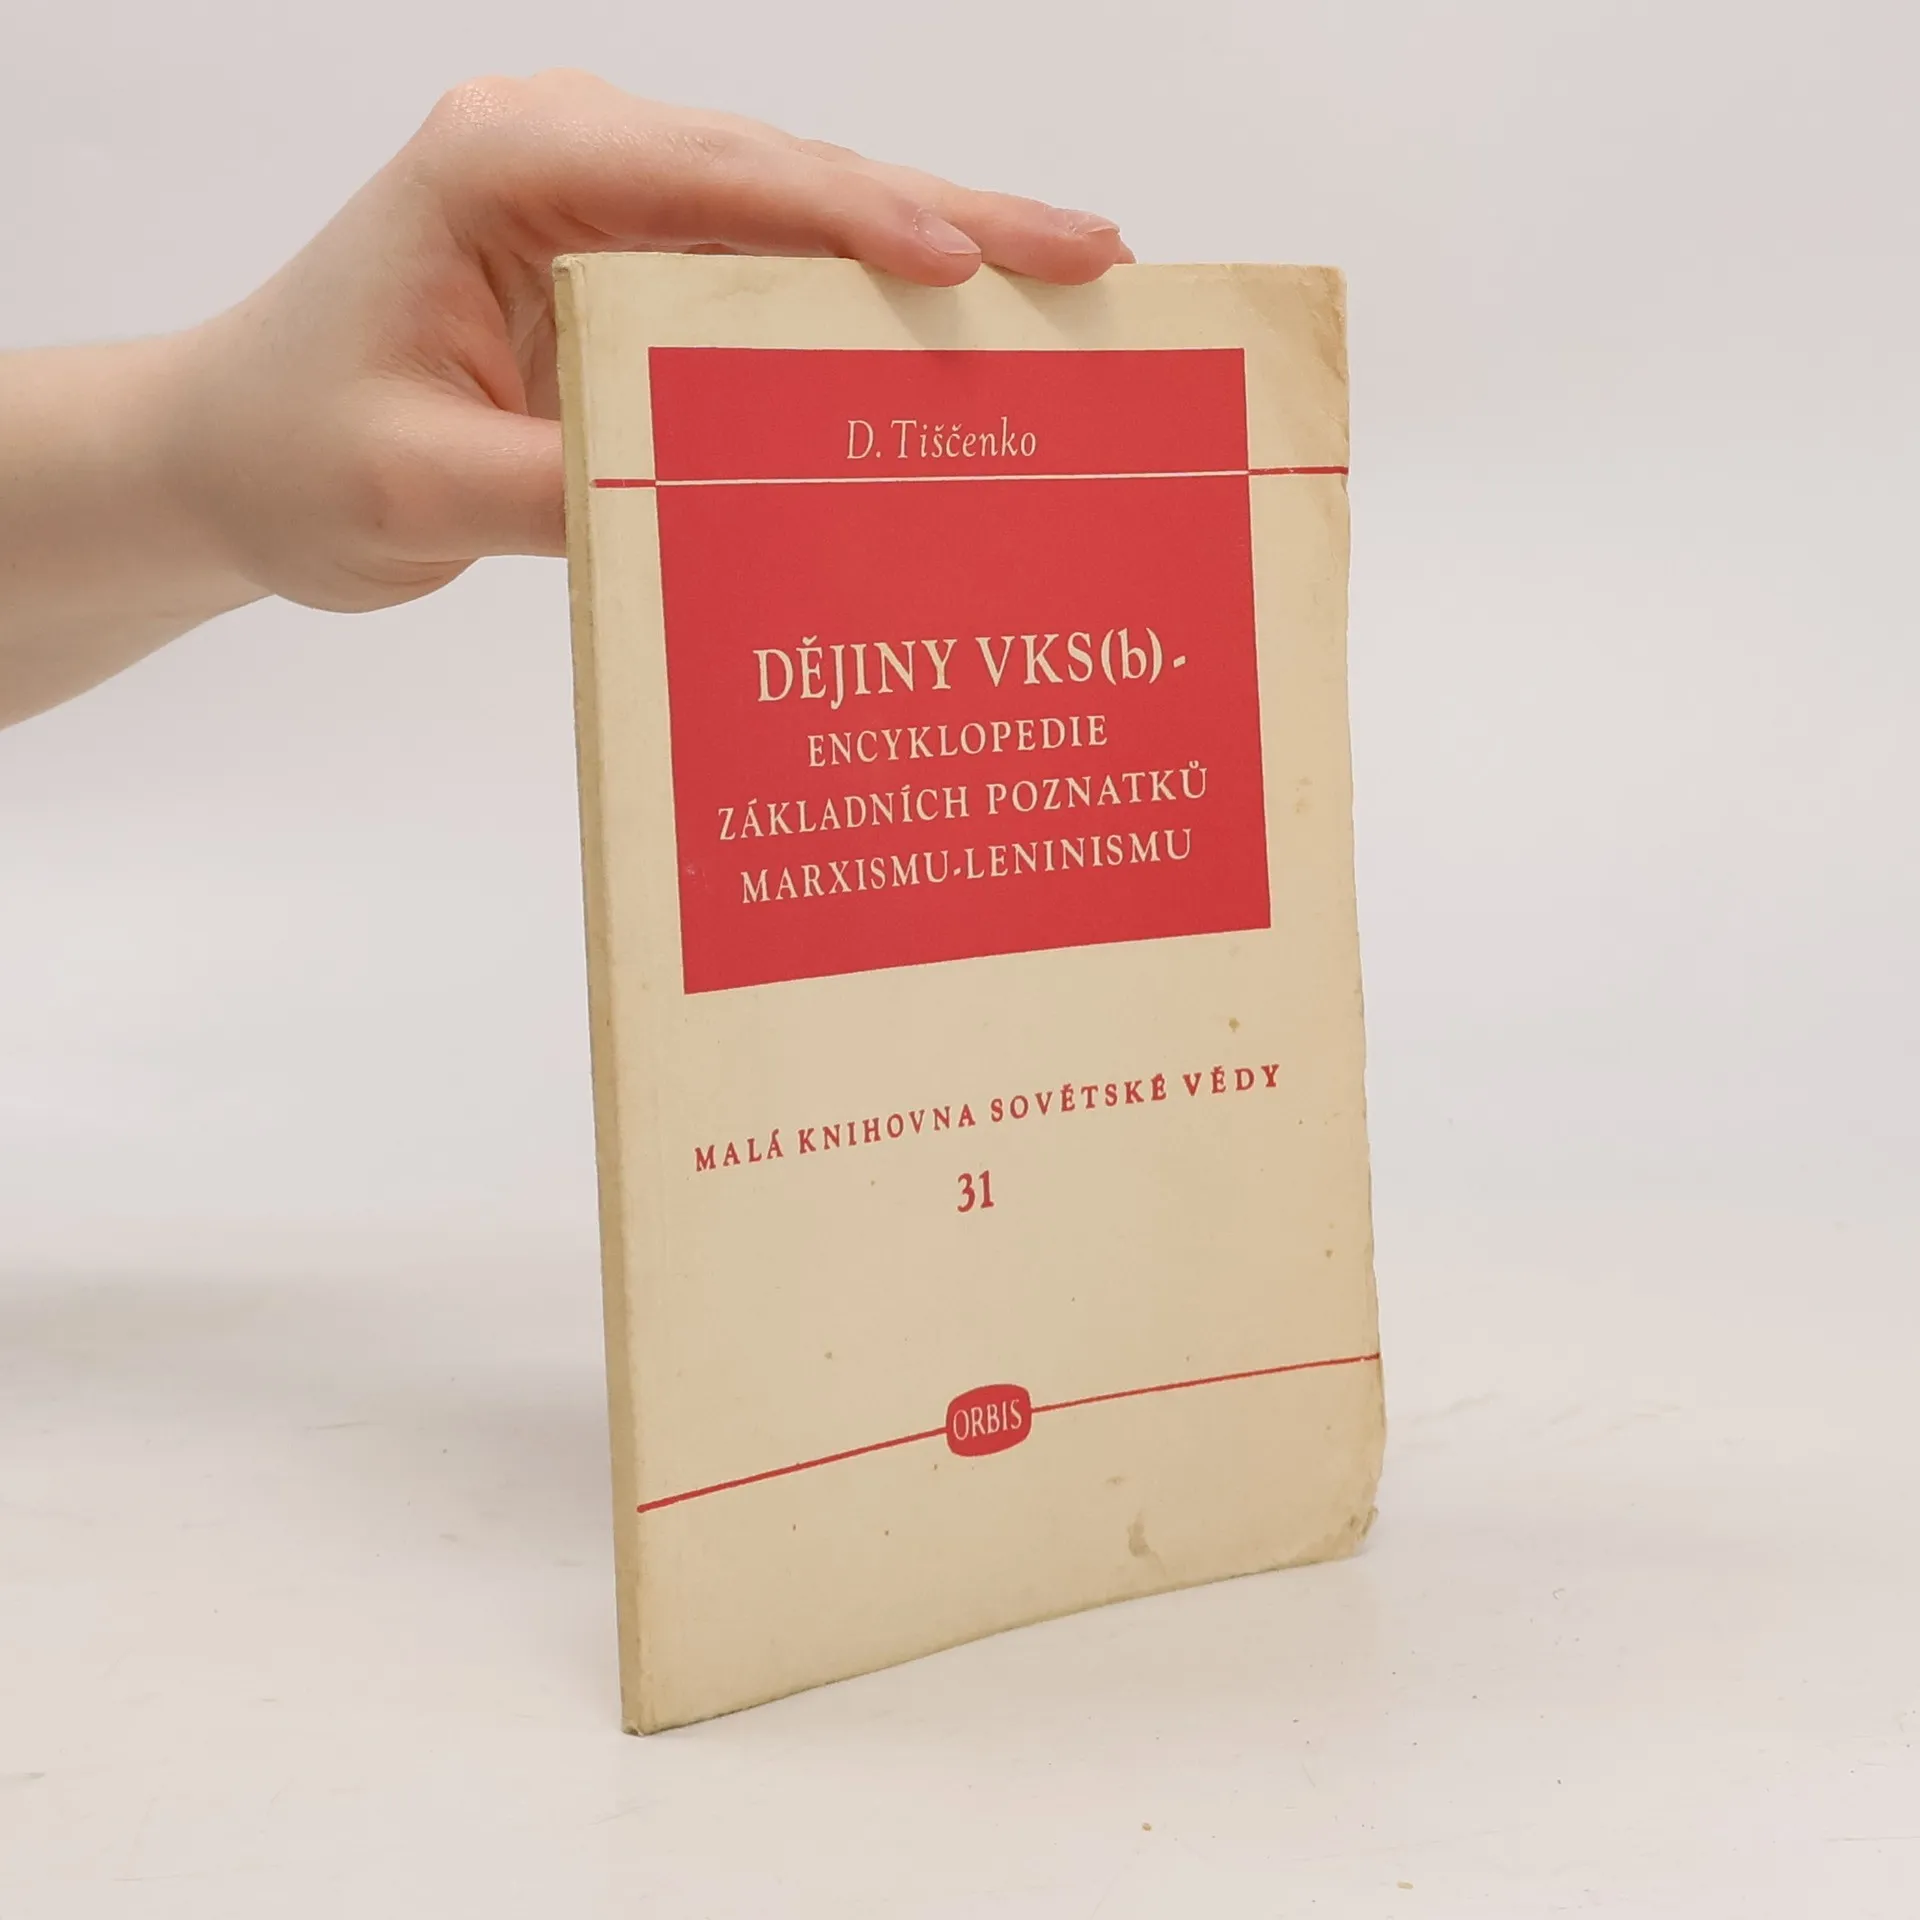 D. Tiščenko
DĚJINY VKS(b)-
ENCYKLOPEDIE
ZÁKLADNÍCH POZNATKŮ
MARXISMU-LENINISMU
MALÁ KNIHOVNA SOVĚTSKÉ VĚDY
31
ORBIS